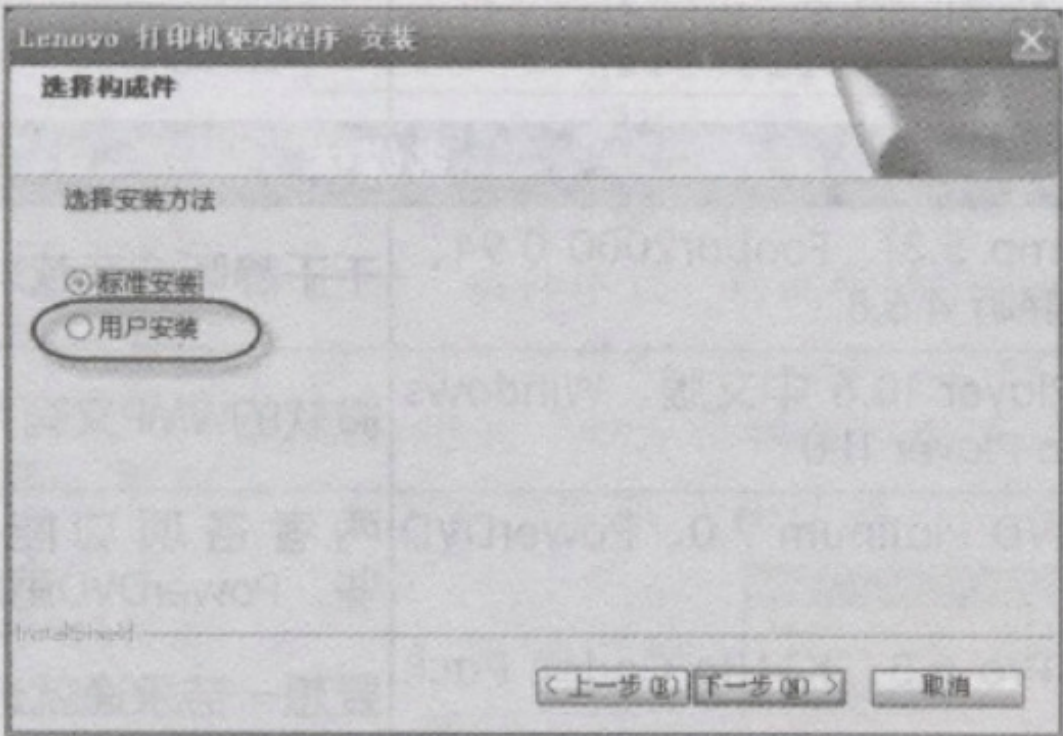 Lenovo 打印机驱动程序 安装
选择构成件
选择安装方法
标准安装
用户安装
InstallShield
< 上一步(B) 下一步(N) > 取消